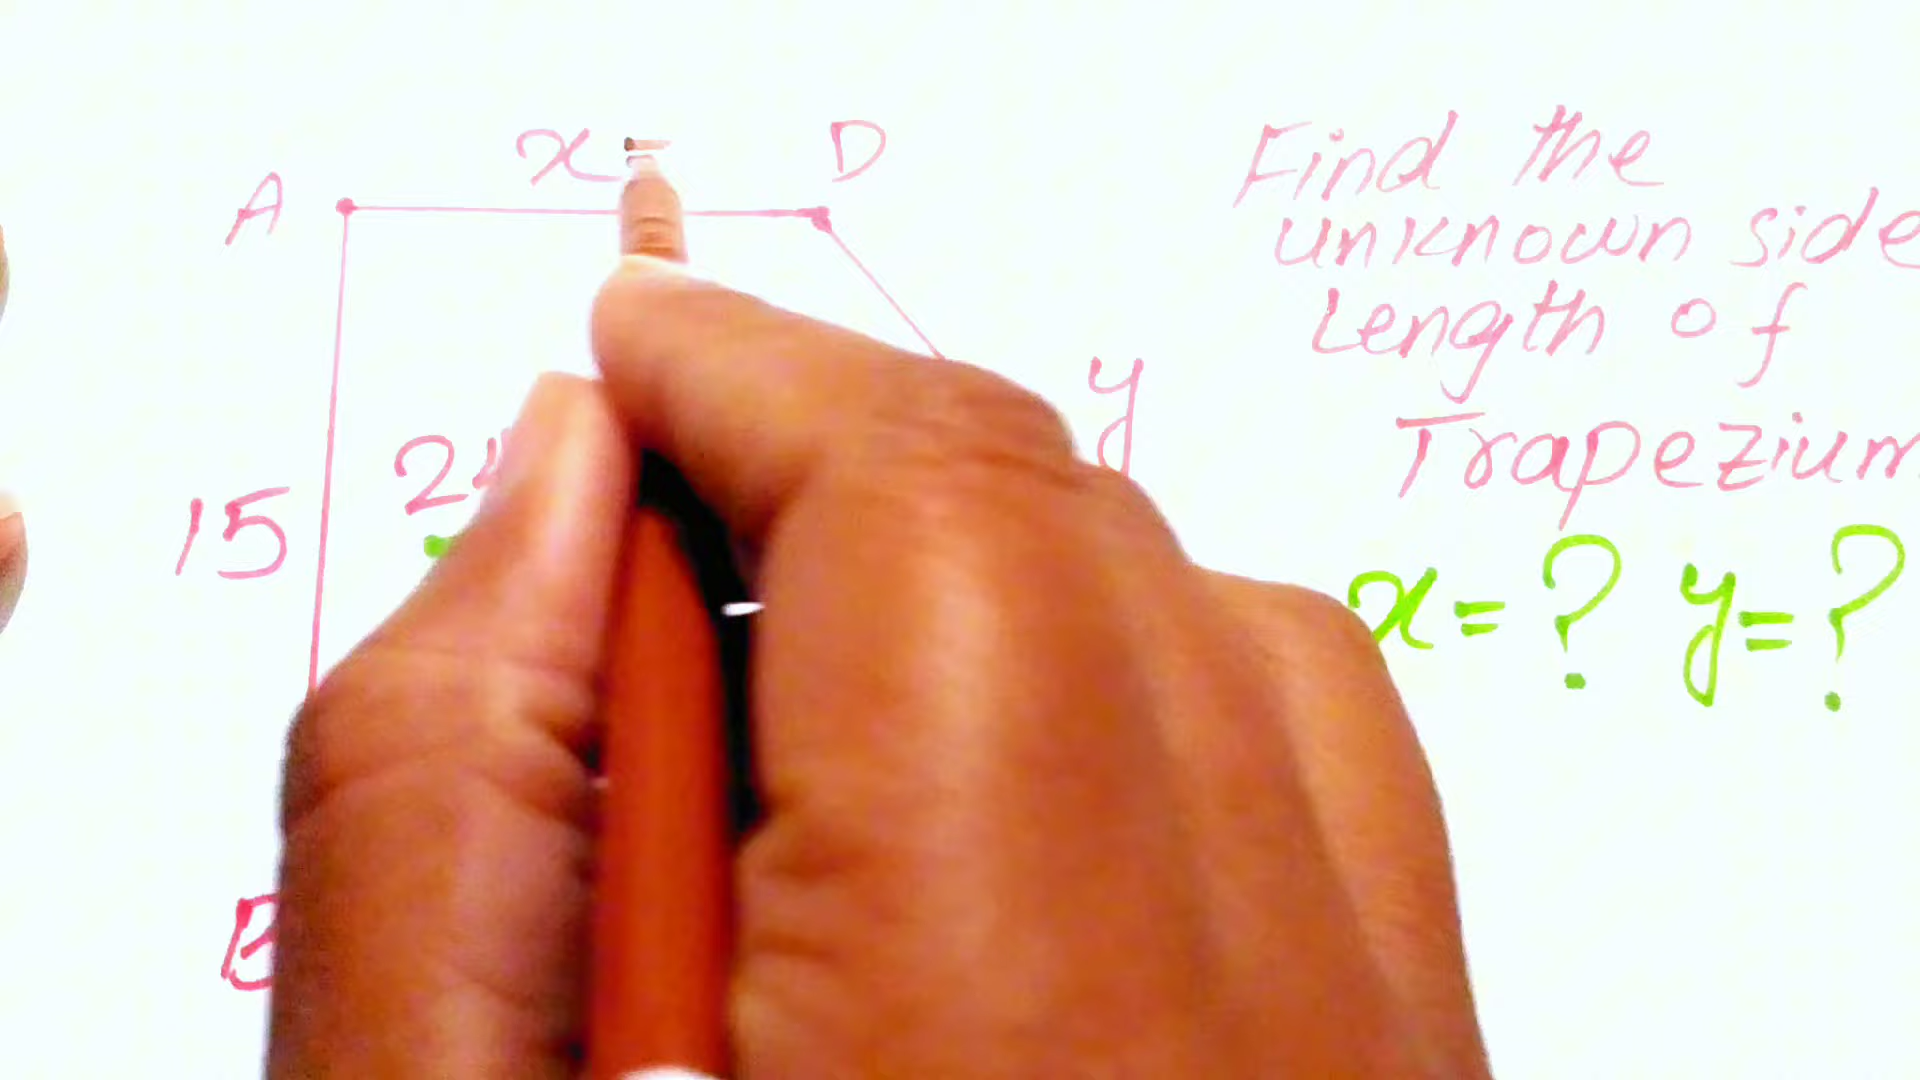 x
D
A
Find the
unknown side
Length of
Trapezium
y
15
x = ? y = ?
B